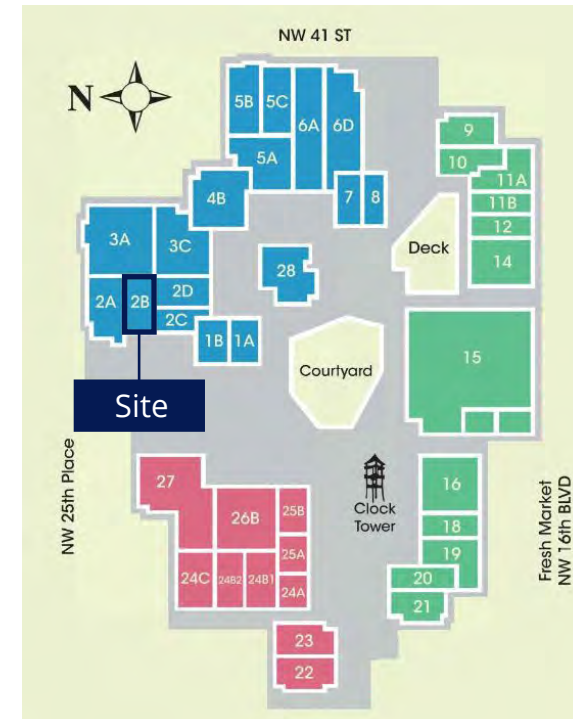 NW 41 ST
N
5B
5C
6A
6D
5A
4B
7
8
9
10
11A
11B
12
14
Deck
3A
3C
28
2A
2B
2D
2C
1B
1A
15
Courtyard
Site
NW 25th Place
27
26B
25B
25A
24C
24B2
24B1
24A
Clock
Tower
16
18
19
20
21
23
22
Fresh Market
NW 16th BLVD